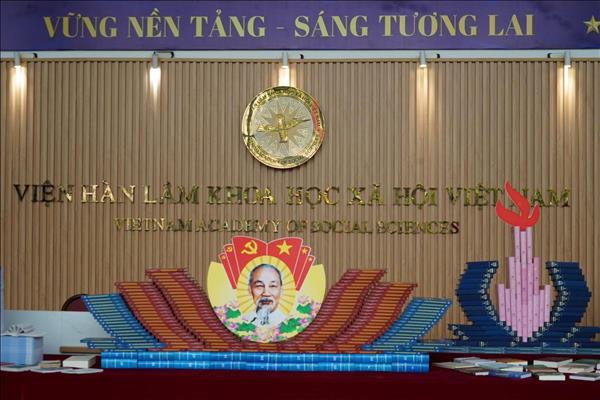 VỮNG NỀN TẢNG - SÁNG TƯƠNG LAI
VIỆN HÀN LÂM KHOA HỌC XÃ HỘI VIỆT NAM
VIETNAM ACADEMY OF SOCIAL SCIENCES